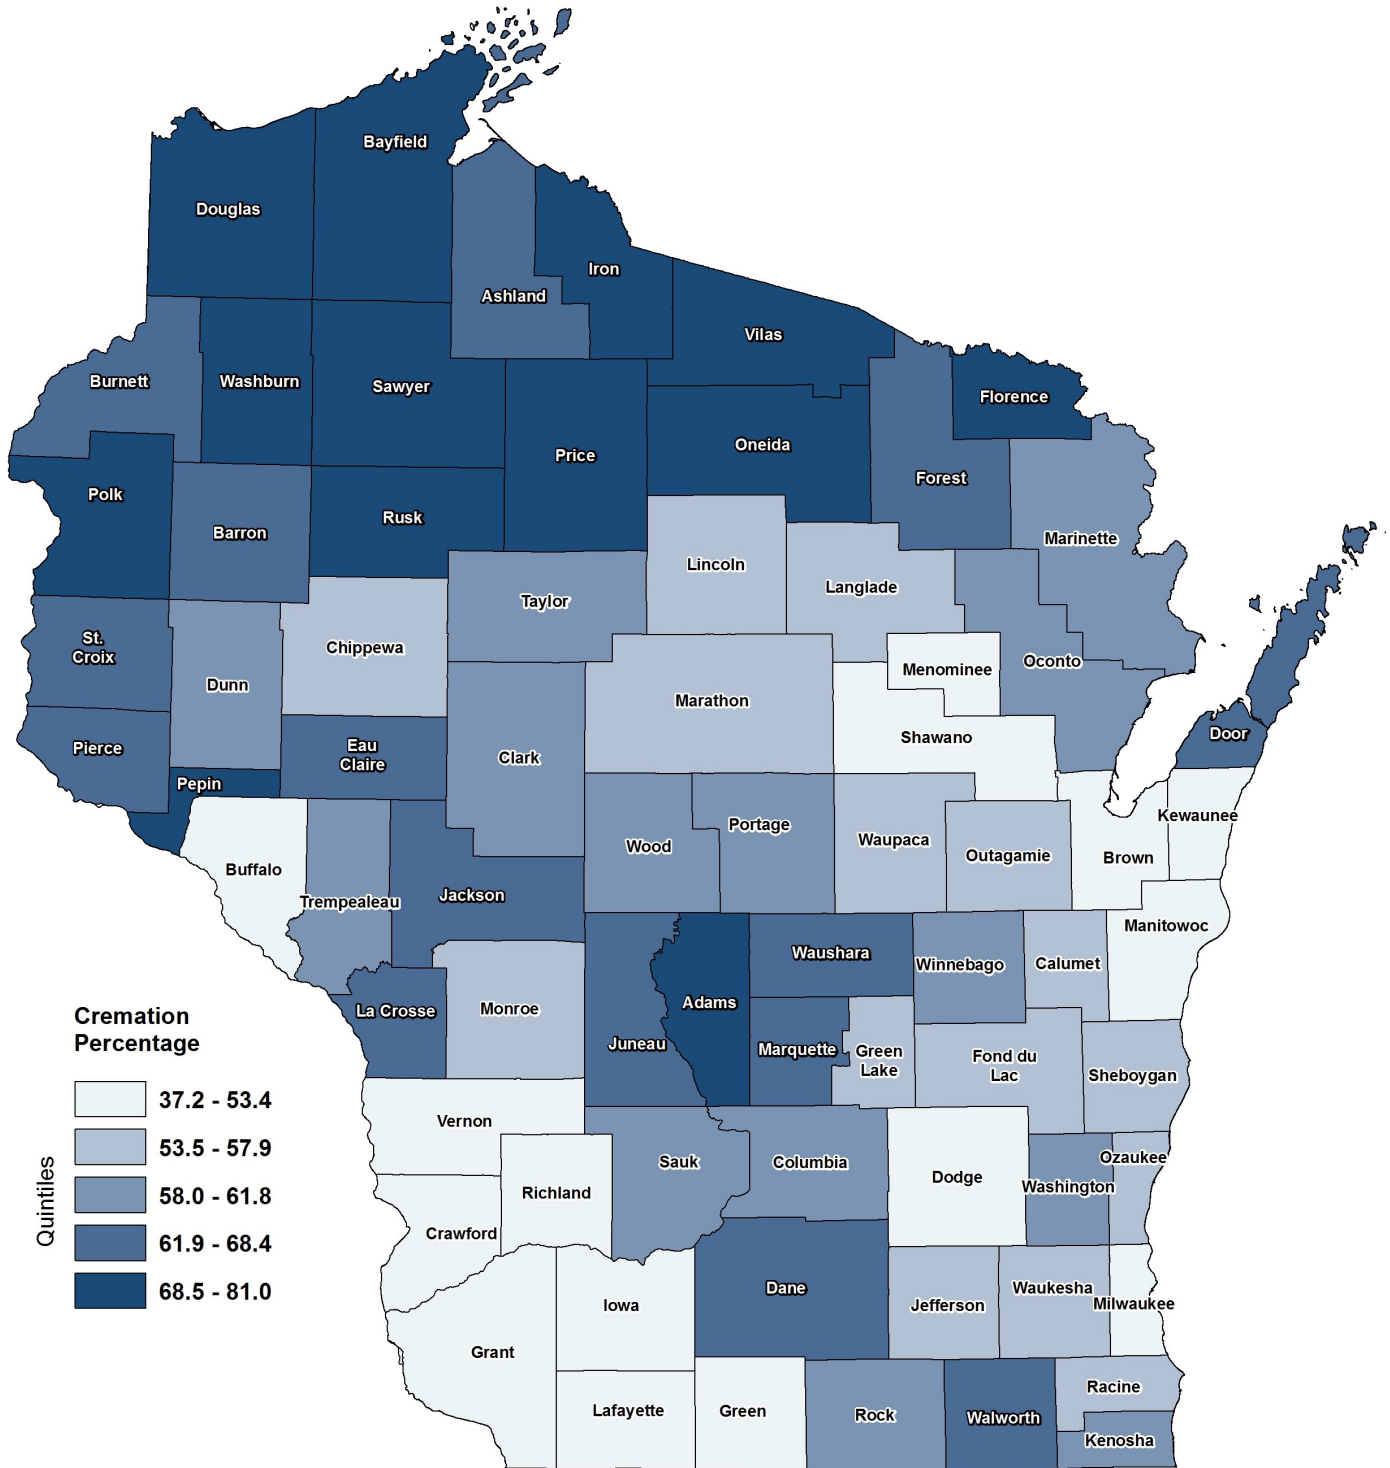 Bayfield
Douglas
Iron
Ashland
Vilas
Burnett
Washburn
Sawyer
Florence
Oneida
Price
Forest
Polk
Rusk
Barron
Marinette
Lincoln
Langlade
Taylor
St.
Croix
Chippewa
Oconto
Menominee
Dunn
Marathon
Door
Shawano
Pierce
Eau
Claire
Clark
Pepin
Kewaunee
Portage
Waupaca
Wood
Outagamie
Brown
Buffalo
Jackson
Trempealeau
Manitowoc
Waushara
Winnebago
Calumet
Adams
Monroe
La Crosse
Juneau
Marquette
Green
Lake
Fond du
Lac
Sheboygan
Vernon
Ozaukee
Sauk
Columbia
Dodge
Washington
Richland
Crawford
Dane
Waukesha
Milwaukee
Iowa
Jefferson
Grant
Racine
Lafayette
Green
Rock
Walworth
Kenosha
Cremation
Percentage
Quintiles
37.2 - 53.4
53.5 - 57.9
58.0 - 61.8
61.9 - 68.4
68.5 - 81.0